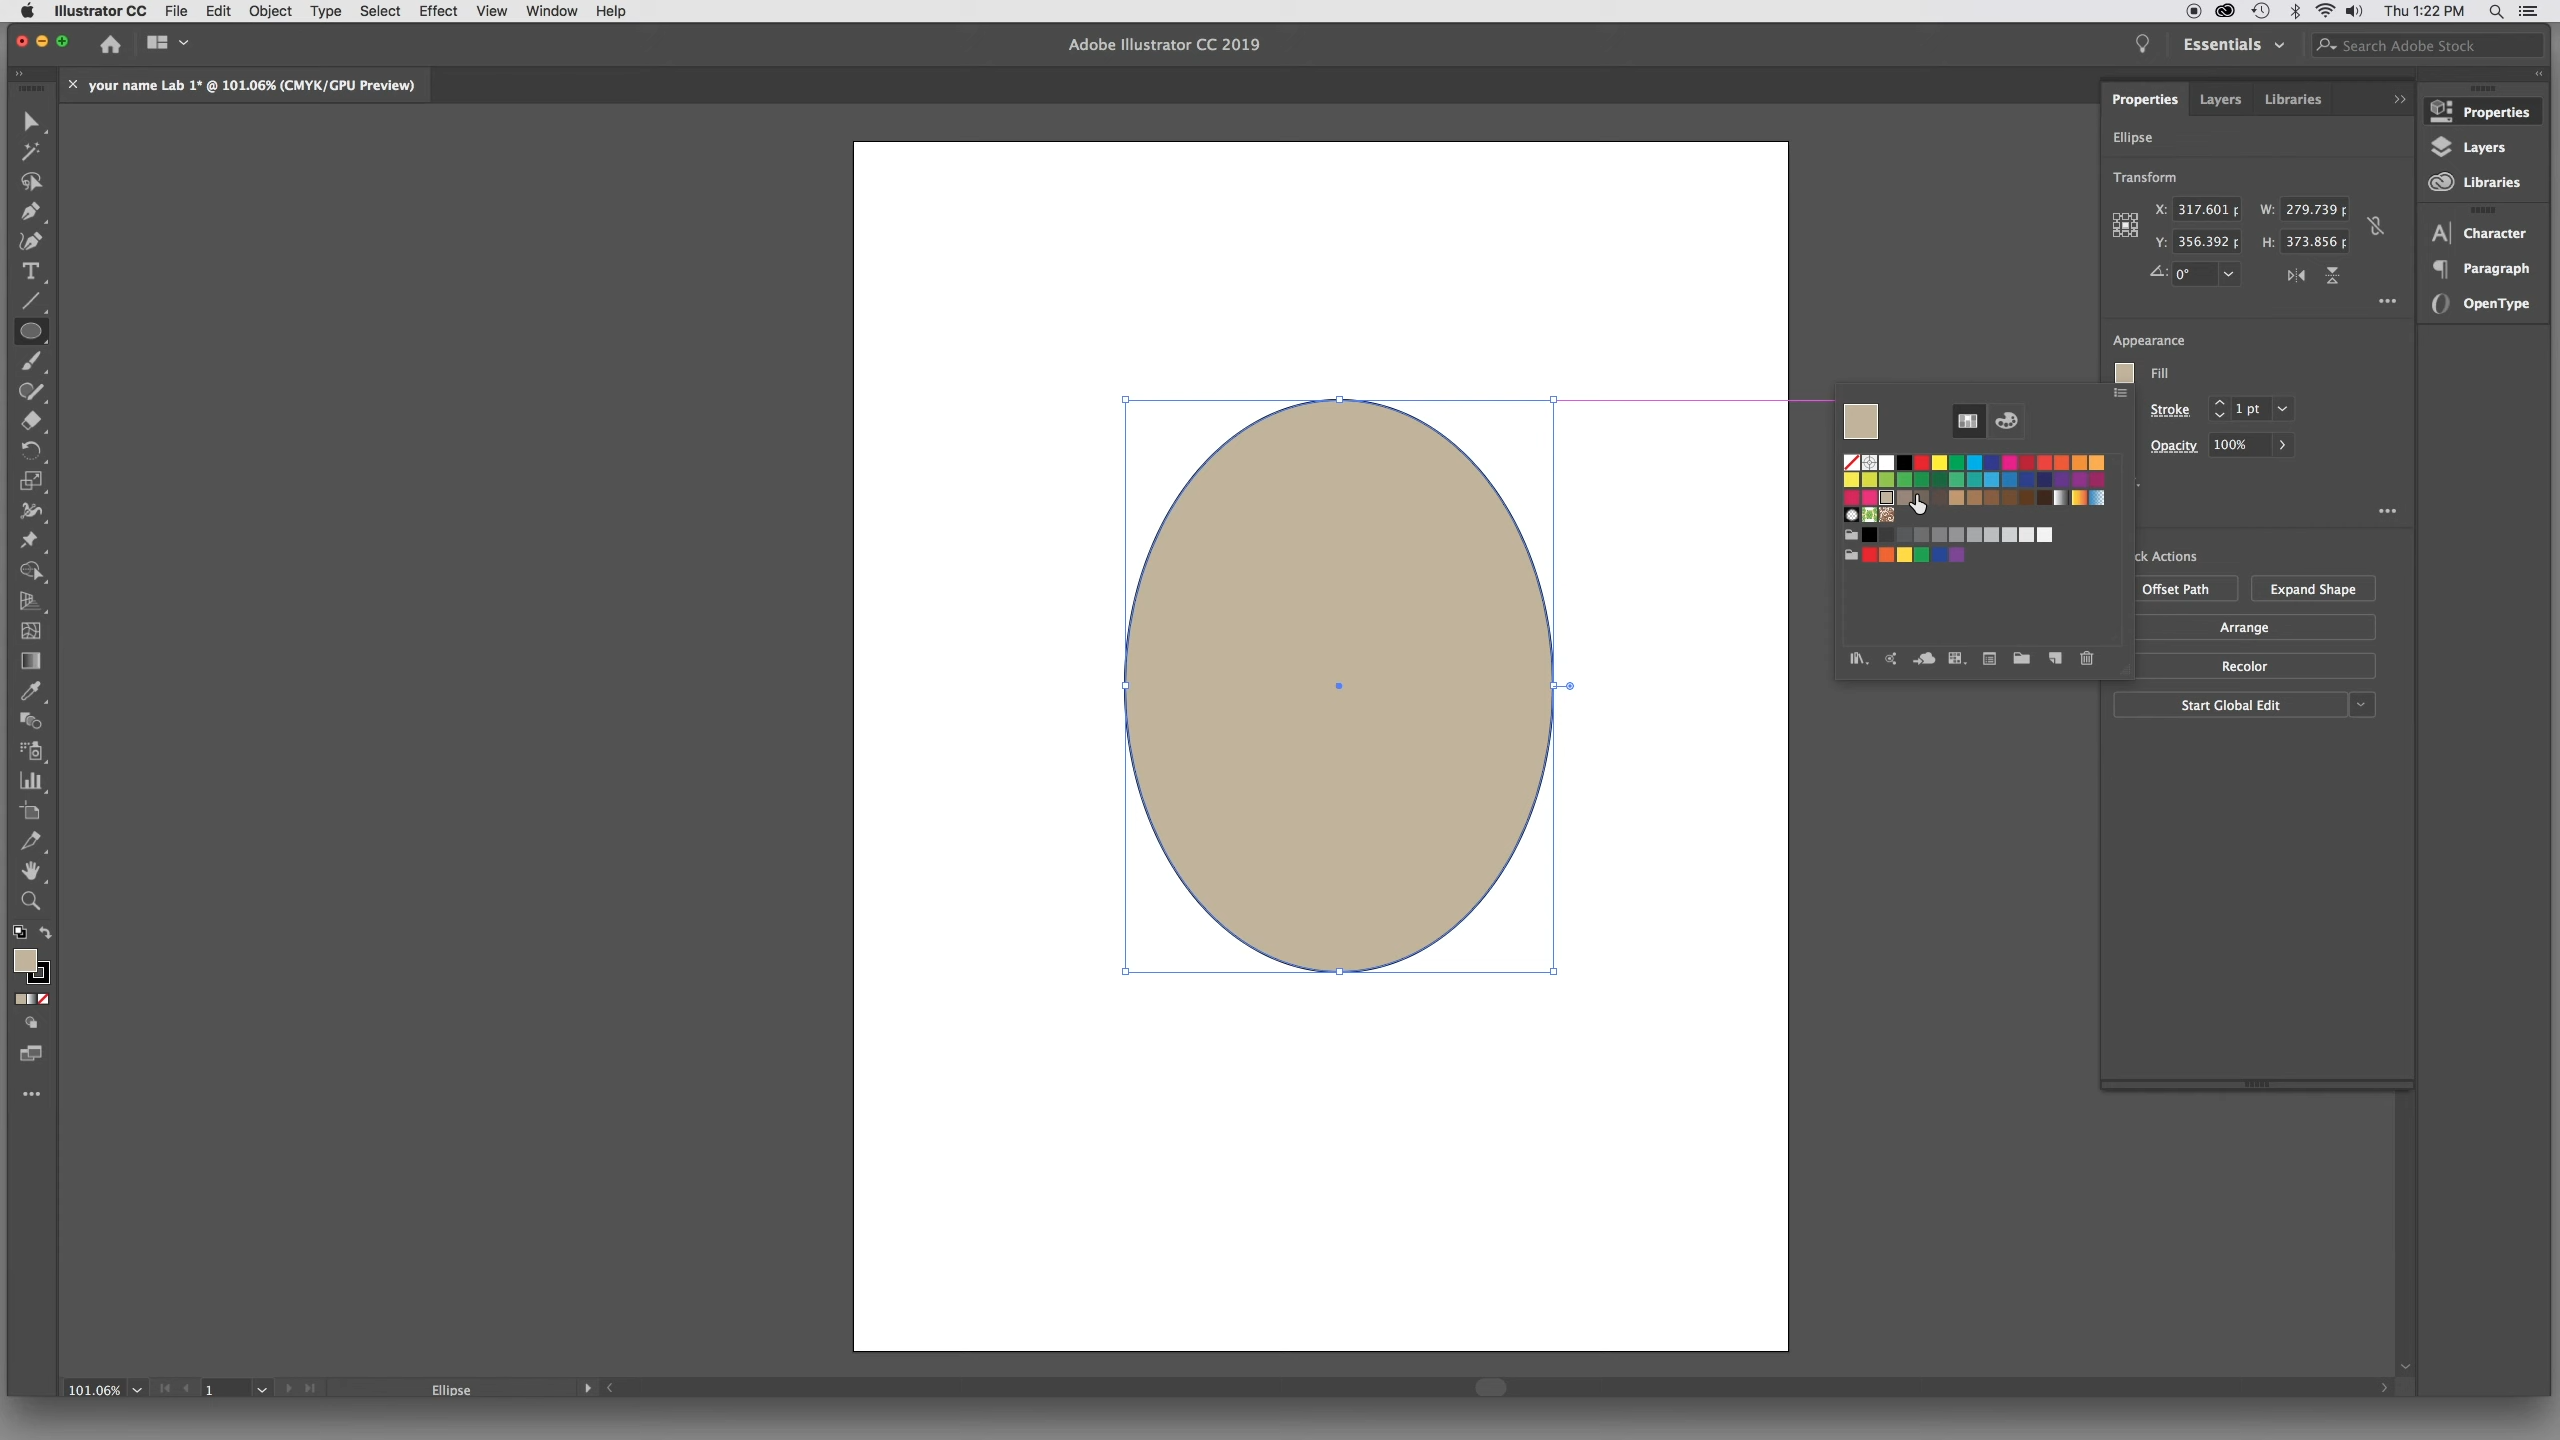 Illustrator CC File Edit Object Type Select Effect View Window Help Thu 1:22 PM
Adobe Illustrator CC 2019 Essentials Search Adobe Stock
your name Lab 1* @ 101.06% (CMYK/GPU Preview)
Properties Layers Libraries
Ellipse
Transform
X: 317.601 p W: 279.739 p
Y: 356.392 p H: 373.856 p
0°
Appearance
Fill
Stroke 1 pt
Opacity 100%
ck Actions
Offset Path Expand Shape
Arrange
Recolor
Start Global Edit
Properties
Layers
Libraries
Character
Paragraph
OpenType
101.06% 1 Ellipse